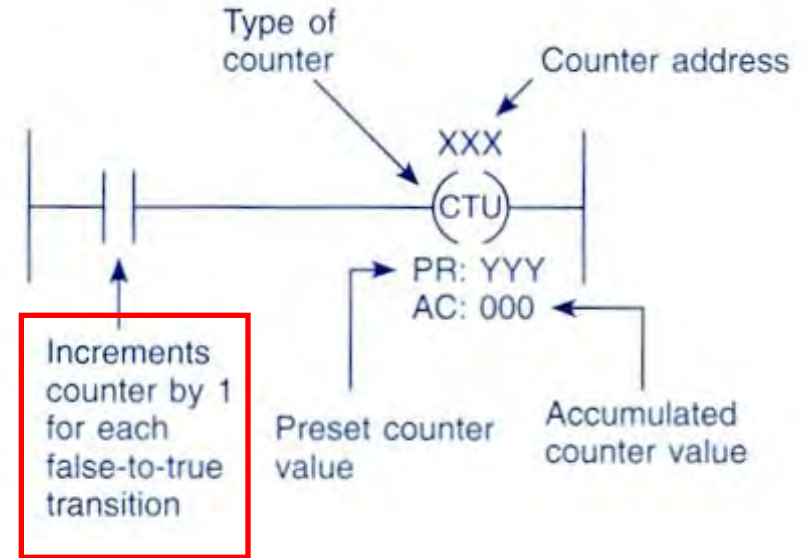 Type of
counter
Counter address
XXX
CTU
PR: YYY
AC: 000
Increments
counter by 1
for each
false-to-true
transition
Preset counter
value
Accumulated
counter value